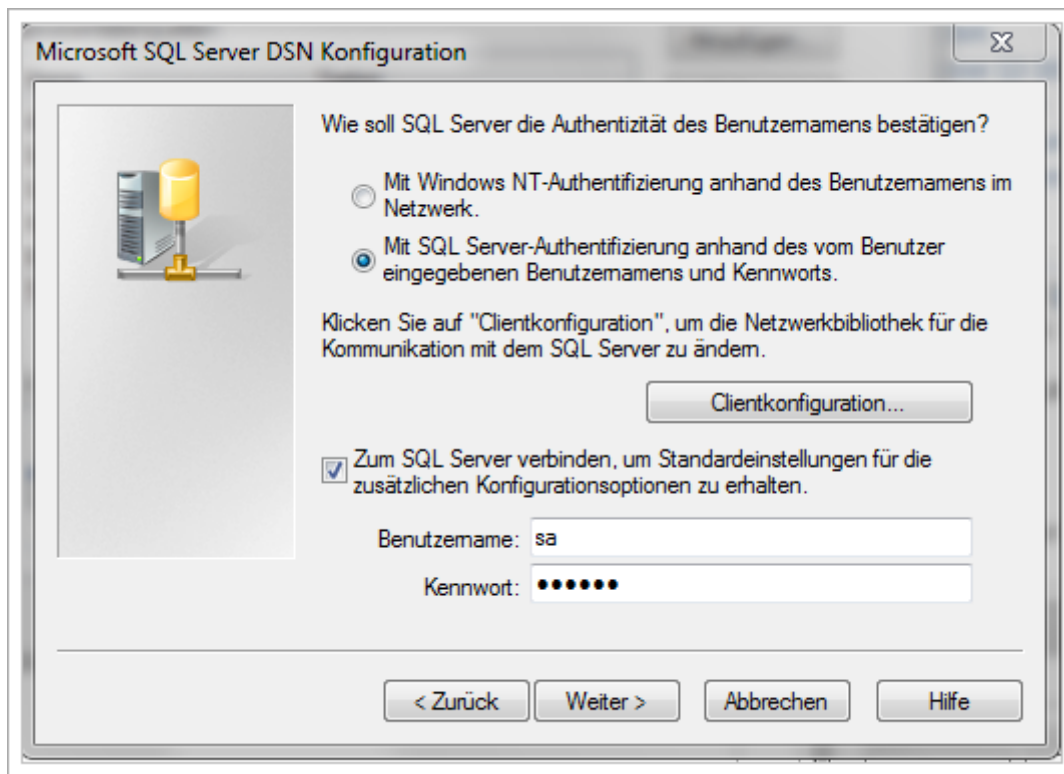 Microsoft SQL Server DSN Konfiguration
Wie soll SQL Server die Authentizität des Benutzernamens bestätigen?
Mit Windows NT-Authentifizierung anhand des Benutzernamens im
Netzwerk.
Mit SQL Server-Authentifizierung anhand des vom Benutzer
eingegebenen Benutzernamens und Kennworts.
Klicken Sie auf "Clientkonfiguration", um die Netzwerkbibliothek für die
Kommunikation mit dem SQL Server zu ändern.
Clientkonfiguration...
Zum SQL Server verbinden, um Standardeinstellungen für die
zusätzlichen Konfigurationsoptionen zu erhalten.
Benutzername: sa
Kennwort: ●●●●●●
< Zurück Weiter > Abbrechen Hilfe